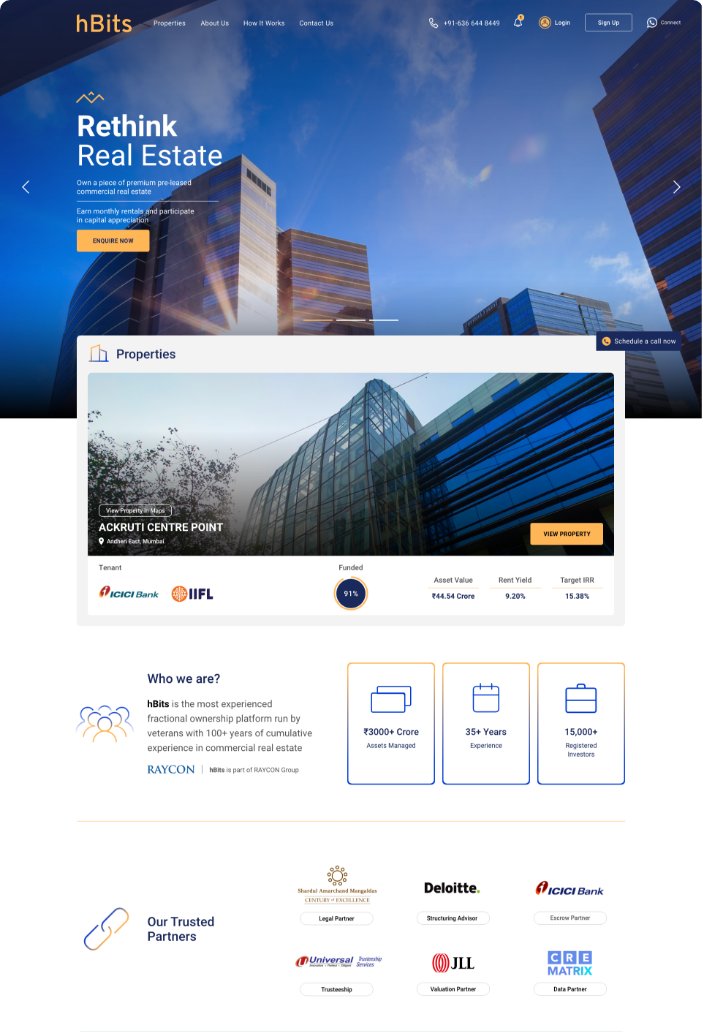 hBits
Properties
About Us
How It Works
Contact Us
+91-636 644 8449
Login
Sign Up
Connect
Rethink
Real Estate
Own a piece of premium pre-leased
commercial real estate
Earn monthly rentals and participate
in capital appreciation
ENQUIRE NOW
Schedule a call now
Properties
View Property in Maps
ACKRUTI CENTRE POINT
Andheri East, Mumbai
VIEW PROPERTY
Tenant
Funded
ICICI Bank
IIFL
91%
Asset Value
Rent Yield
Target IRR
₹44.54 Crore
9.20%
15.38%
Who we are?
hBits is the most experienced
fractional ownership platform run by
veterans with 100+ years of cumulative
experience in commercial real estate
RAYCON | hBits is part of RAYCON Group
₹3000+ Crore
Assets Managed
35+ Years
Experience
15,000+
Registered
Investors
Our Trusted
Partners
Shardul Amarchand Mangaldas
CENTURY OF EXCELLENCE
Legal Partner
Deloitte.
Structuring Advisor
ICICI Bank
Escrow Partner
Universal Trusteeship
Services
Trusteeship
JLL
Valuation Partner
CRE
MATRIX
Data Partner